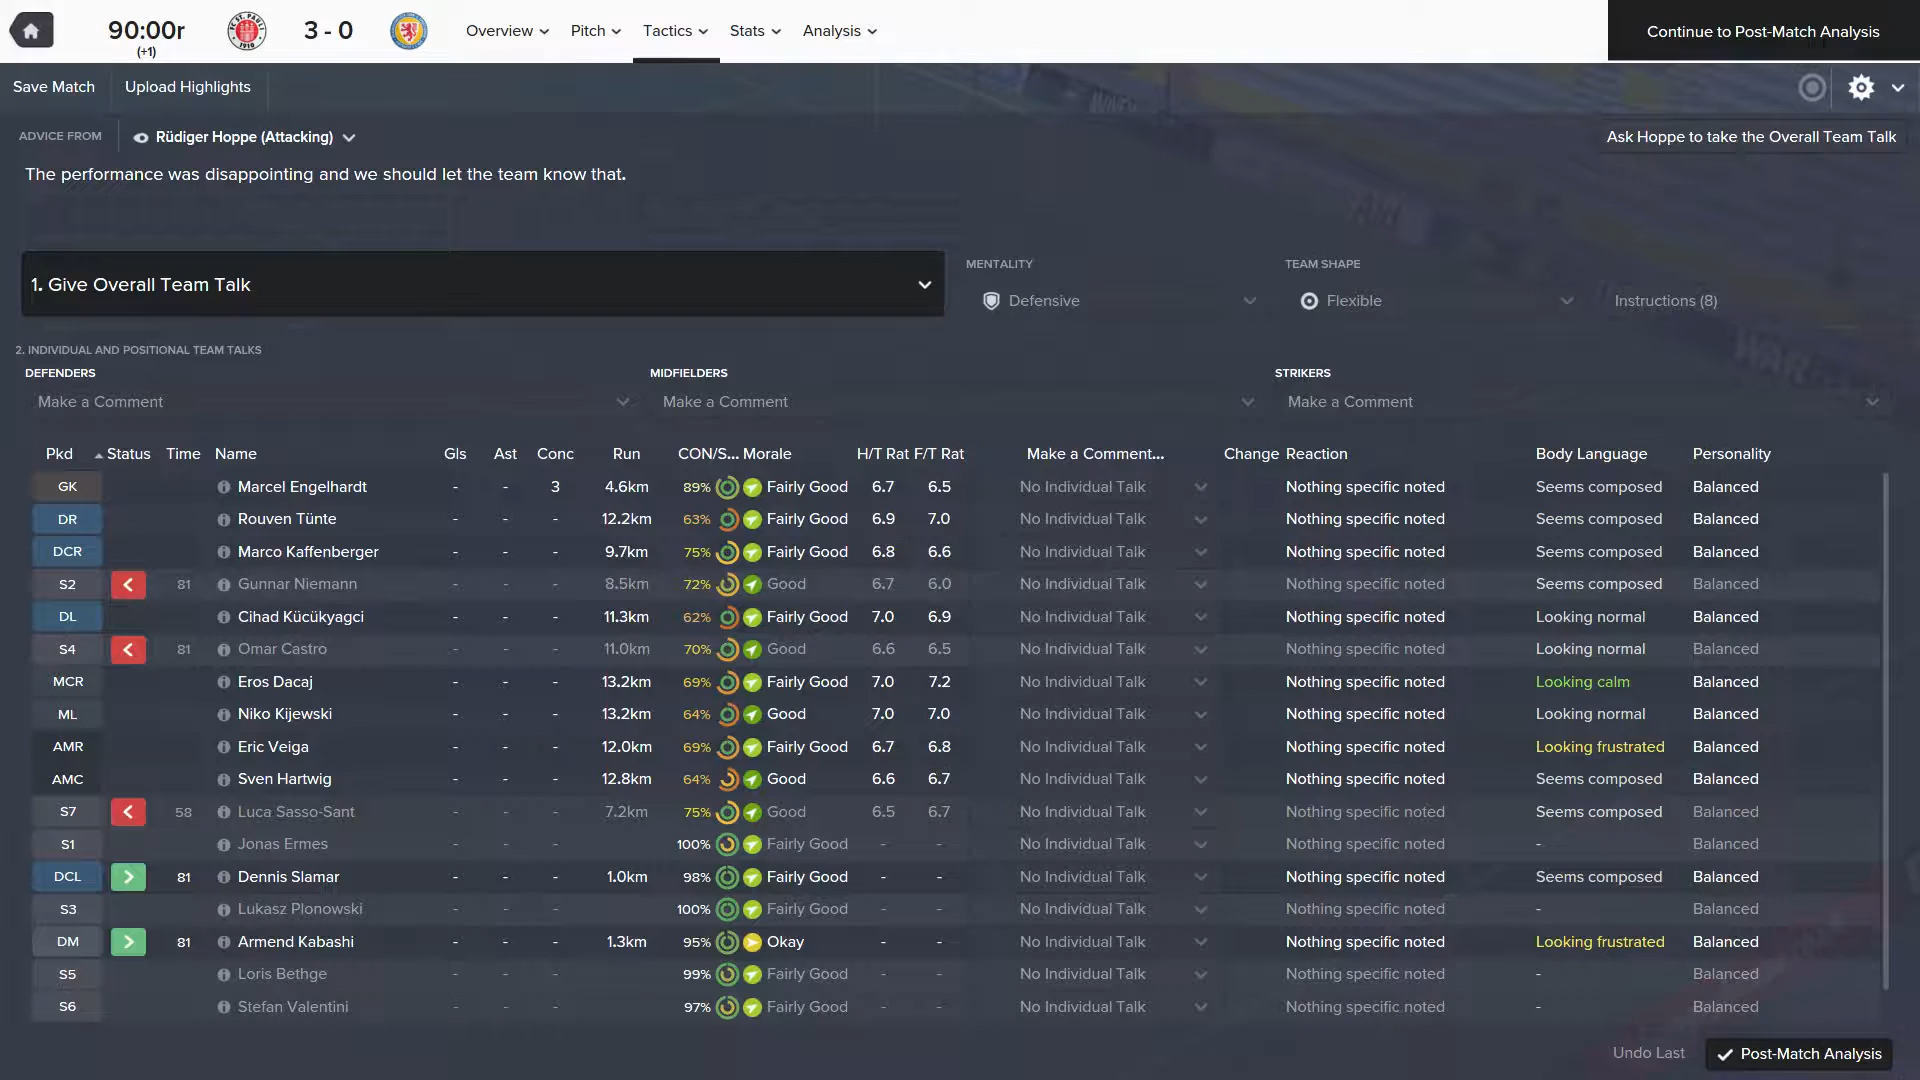 90:00r
(+1)
FC ST. PAULI
1910
3 - 0
Overview
Pitch
Tactics
Stats
Analysis
Continue to Post-Match Analysis
Save Match
Upload Highlights
ADVICE FROM
Rüdiger Hoppe (Attacking)
Ask Hoppe to take the Overall Team Talk
The performance was disappointing and we should let the team know that.
1. Give Overall Team Talk
MENTALITY
Defensive
TEAM SHAPE
Flexible
Instructions (8)
2. INDIVIDUAL AND POSITIONAL TEAM TALKS
DEFENDERS
Make a Comment
MIDFIELDERS
Make a Comment
STRIKERS
Make a Comment
Pkd Status Time Name Gls Ast Conc Run CON/S... Morale H/T Rat F/T Rat Make a Comment... Change Reaction Body Language Personality
GK Marcel Engelhardt - - 3 4.6km 89% Fairly Good 6.7 6.5 No Individual Talk Nothing specific noted Seems composed Balanced
DR Rouven Tünte - - - 12.2km 63% Fairly Good 6.9 7.0 No Individual Talk Nothing specific noted Seems composed Balanced
DCR Marco Kaffenberger - - - 9.7km 75% Fairly Good 6.8 6.6 No Individual Talk Nothing specific noted Seems composed Balanced
S2 81 Gunnar Niemann - - - 8.5km 72% Good 6.7 6.0 No Individual Talk Nothing specific noted Seems composed Balanced
DL Cihad Kücükyagci - - - 11.3km 62% Fairly Good 7.0 6.9 No Individual Talk Nothing specific noted Looking normal Balanced
S4 81 Omar Castro - - - 11.0km 70% Good 6.6 6.5 No Individual Talk Nothing specific noted Looking normal Balanced
MCR Eros Dacaj - - - 13.2km 69% Fairly Good 7.0 7.2 No Individual Talk Nothing specific noted Looking calm Balanced
ML Niko Kijewski - - - 13.2km 64% Good 7.0 7.0 No Individual Talk Nothing specific noted Looking normal Balanced
AMR Eric Veiga - - - 12.0km 69% Fairly Good 6.7 6.8 No Individual Talk Nothing specific noted Looking frustrated Balanced
AMC Sven Hartwig - - - 12.8km 64% Good 6.6 6.7 No Individual Talk Nothing specific noted Seems composed Balanced
S7 58 Luca Sasso-Sant - - - 7.2km 75% Good 6.5 6.7 No Individual Talk Nothing specific noted Seems composed Balanced
S1 Jonas Ermes - - - 100% Fairly Good - - No Individual Talk Nothing specific noted - Balanced
DCL 81 Dennis Slamar - - - 1.0km 98% Fairly Good - - No Individual Talk Nothing specific noted Seems composed Balanced
S3 Lukasz Plonowski - - - 100% Fairly Good - - No Individual Talk Nothing specific noted - Balanced
DM 81 Armend Kabashi - - - 1.3km 95% Okay - - No Individual Talk Nothing specific noted Looking frustrated Balanced
S5 Loris Bethge - - - 99% Fairly Good - - No Individual Talk Nothing specific noted - Balanced
S6 Stefan Valentini - - - 97% Fairly Good - - No Individual Talk Nothing specific noted - Balanced
Undo Last
Post-Match Analysis